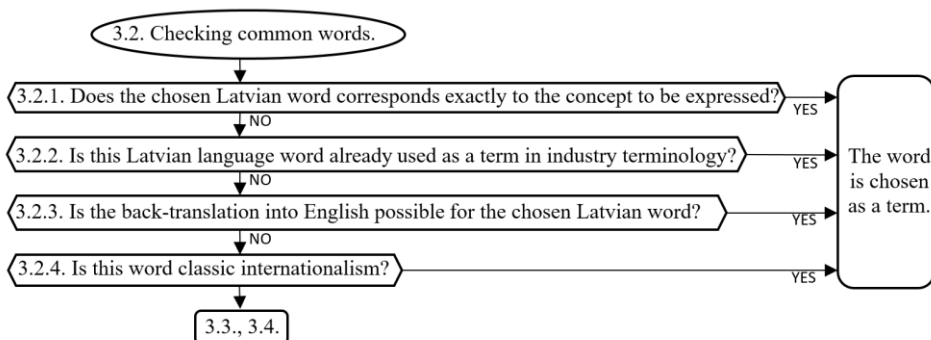 3.2. Checking common words.
3.2.1. Does the chosen Latvian word corresponds exactly to the concept to be expressed?
YES
NO
3.2.2. Is this Latvian language word already used as a term in industry terminology?
YES
NO
3.2.3. Is the back-translation into English possible for the chosen Latvian word?
YES
NO
3.2.4. Is this word classic internationalism?
YES
The word
is chosen
as a term.
3.3., 3.4.